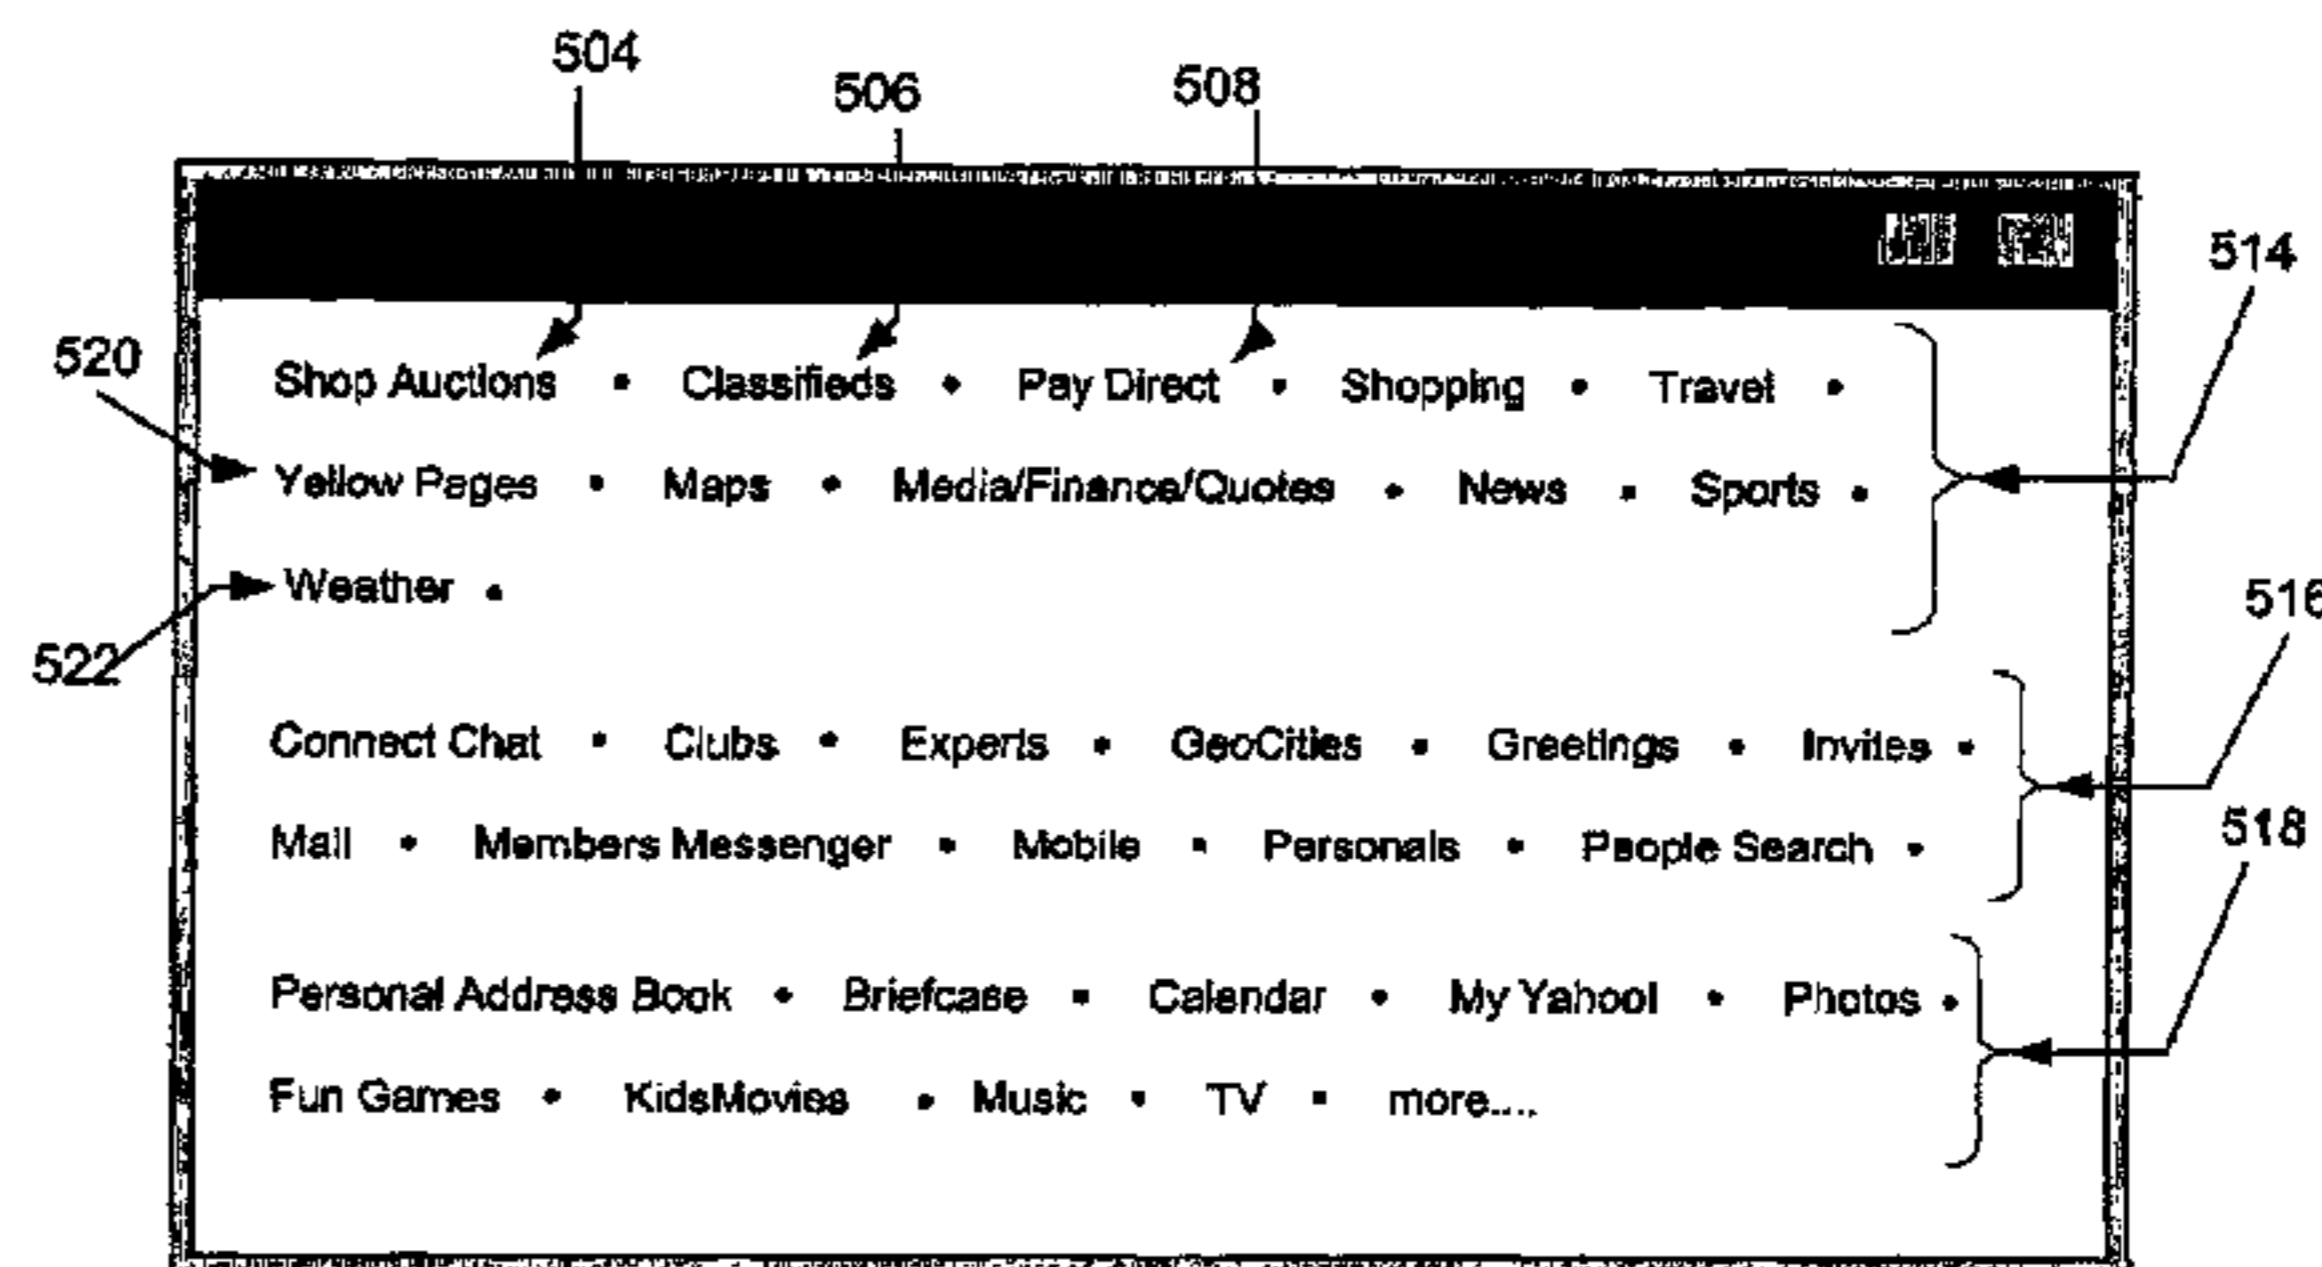 504
506
508
514
520
Shop Auctions • Classifieds • Pay Direct • Shopping • Travel •
Yellow Pages • Maps • Media/Finance/Quotes • News • Sports •
Weather •
516
522
Connect Chat • Clubs • Experts • GeoCities • Greetings • Invites •
518
Mail • Members Messenger • Mobile • Personals • People Search •
Personal Address Book • Briefcase • Calendar • My Yahoo! • Photos •
Fun Games • KidsMovies • Music • TV • more....